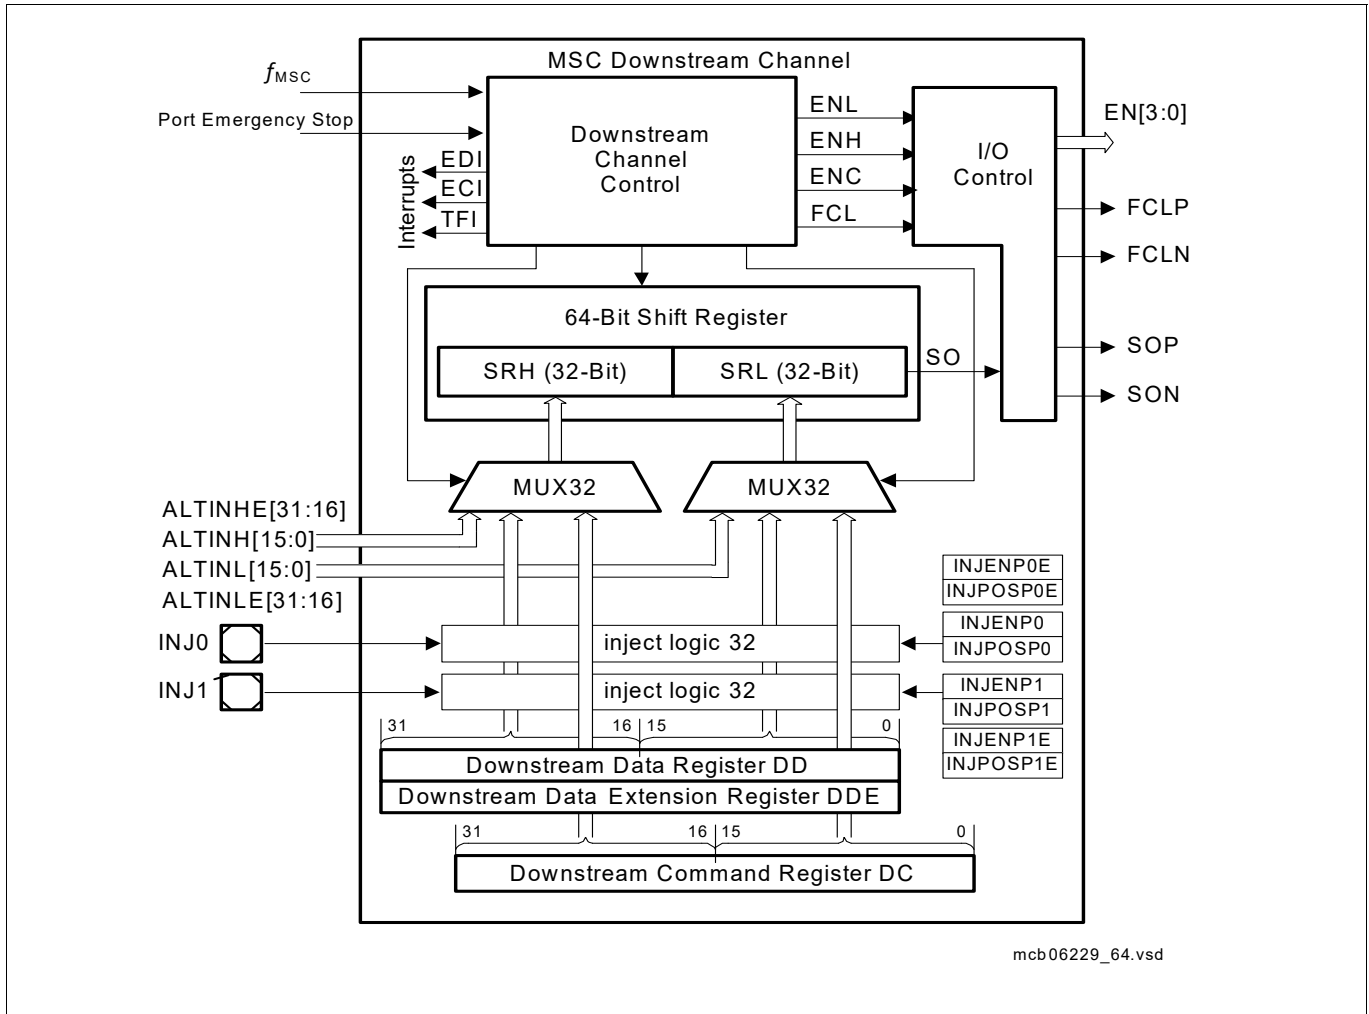 MSC Downstream Channel
fMSC
Port Emergency Stop
Interrupts
EDI
ECI
TFI
Downstream
Channel
Control
ENL
ENH
ENC
FCL
I/O
Control
EN[3:0]
FCLP
FCLN
SOP
SON
64-Bit Shift Register
SRH (32-Bit)
SRL (32-Bit)
SO
MUX32
MUX32
ALTINHE[31:16]
ALTINH[15:0]
ALTINL[15:0]
ALTINLE[31:16]
INJENP0E
INJPOSP0E
INJ0
inject logic 32
INJENP0
INJPOSP0
INJ1
inject logic 32
INJENP1
INJPOSP1
INJENP1E
INJPOSP1E
31 16 15 0
Downstream Data Register DD
Downstream Data Extension Register DDE
31 16 15 0
Downstream Command Register DC
mcb06229_64.vsd